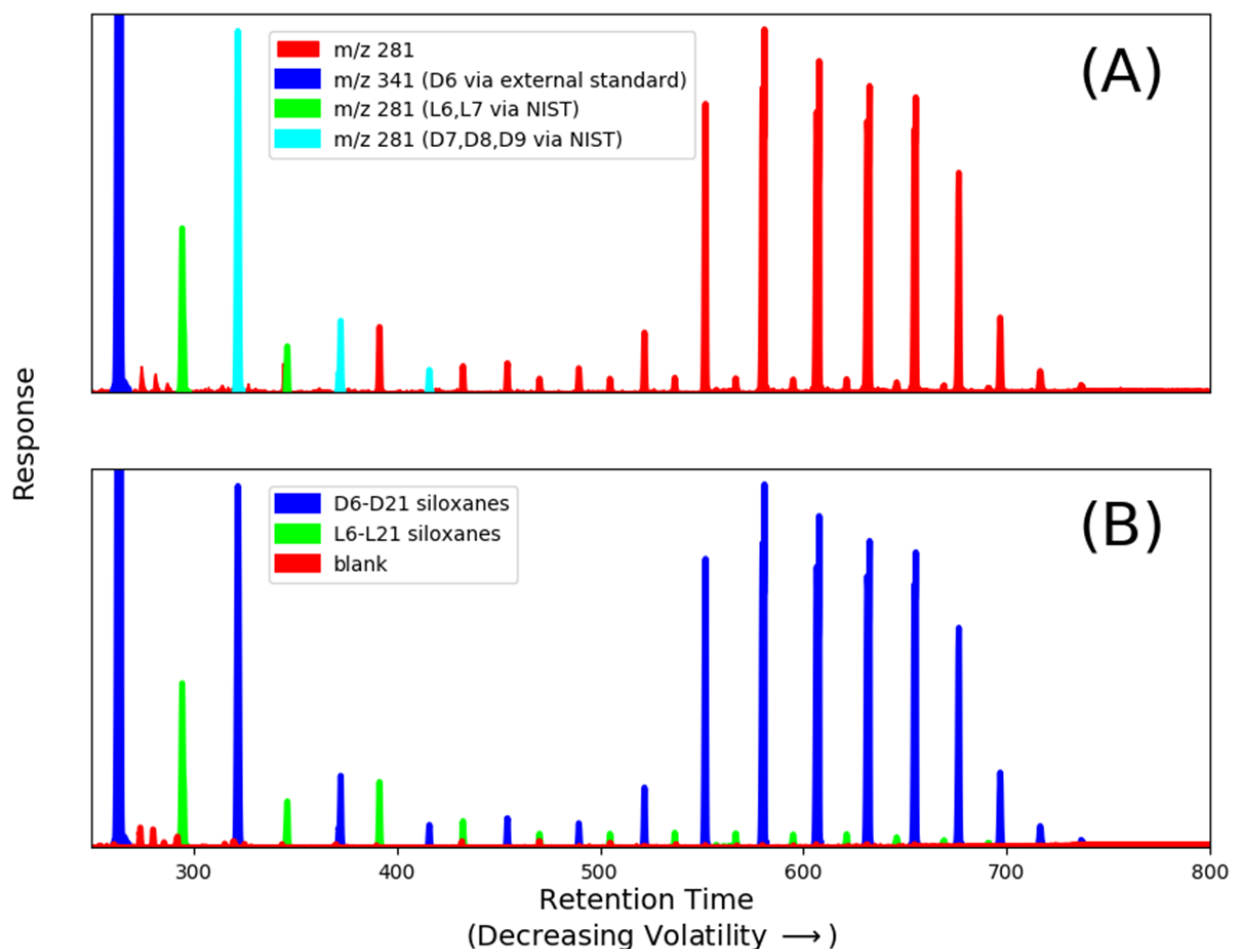 m/z 281
m/z 341 (D6 via external standard)
m/z 281 (L6,L7 via NIST)
m/z 281 (D7,D8,D9 via NIST)
(A)
Response
D6-D21 siloxanes
L6-L21 siloxanes
blank
(B)
300 400 500 600 700 800
Retention Time
(Decreasing Volatility ⟶ )